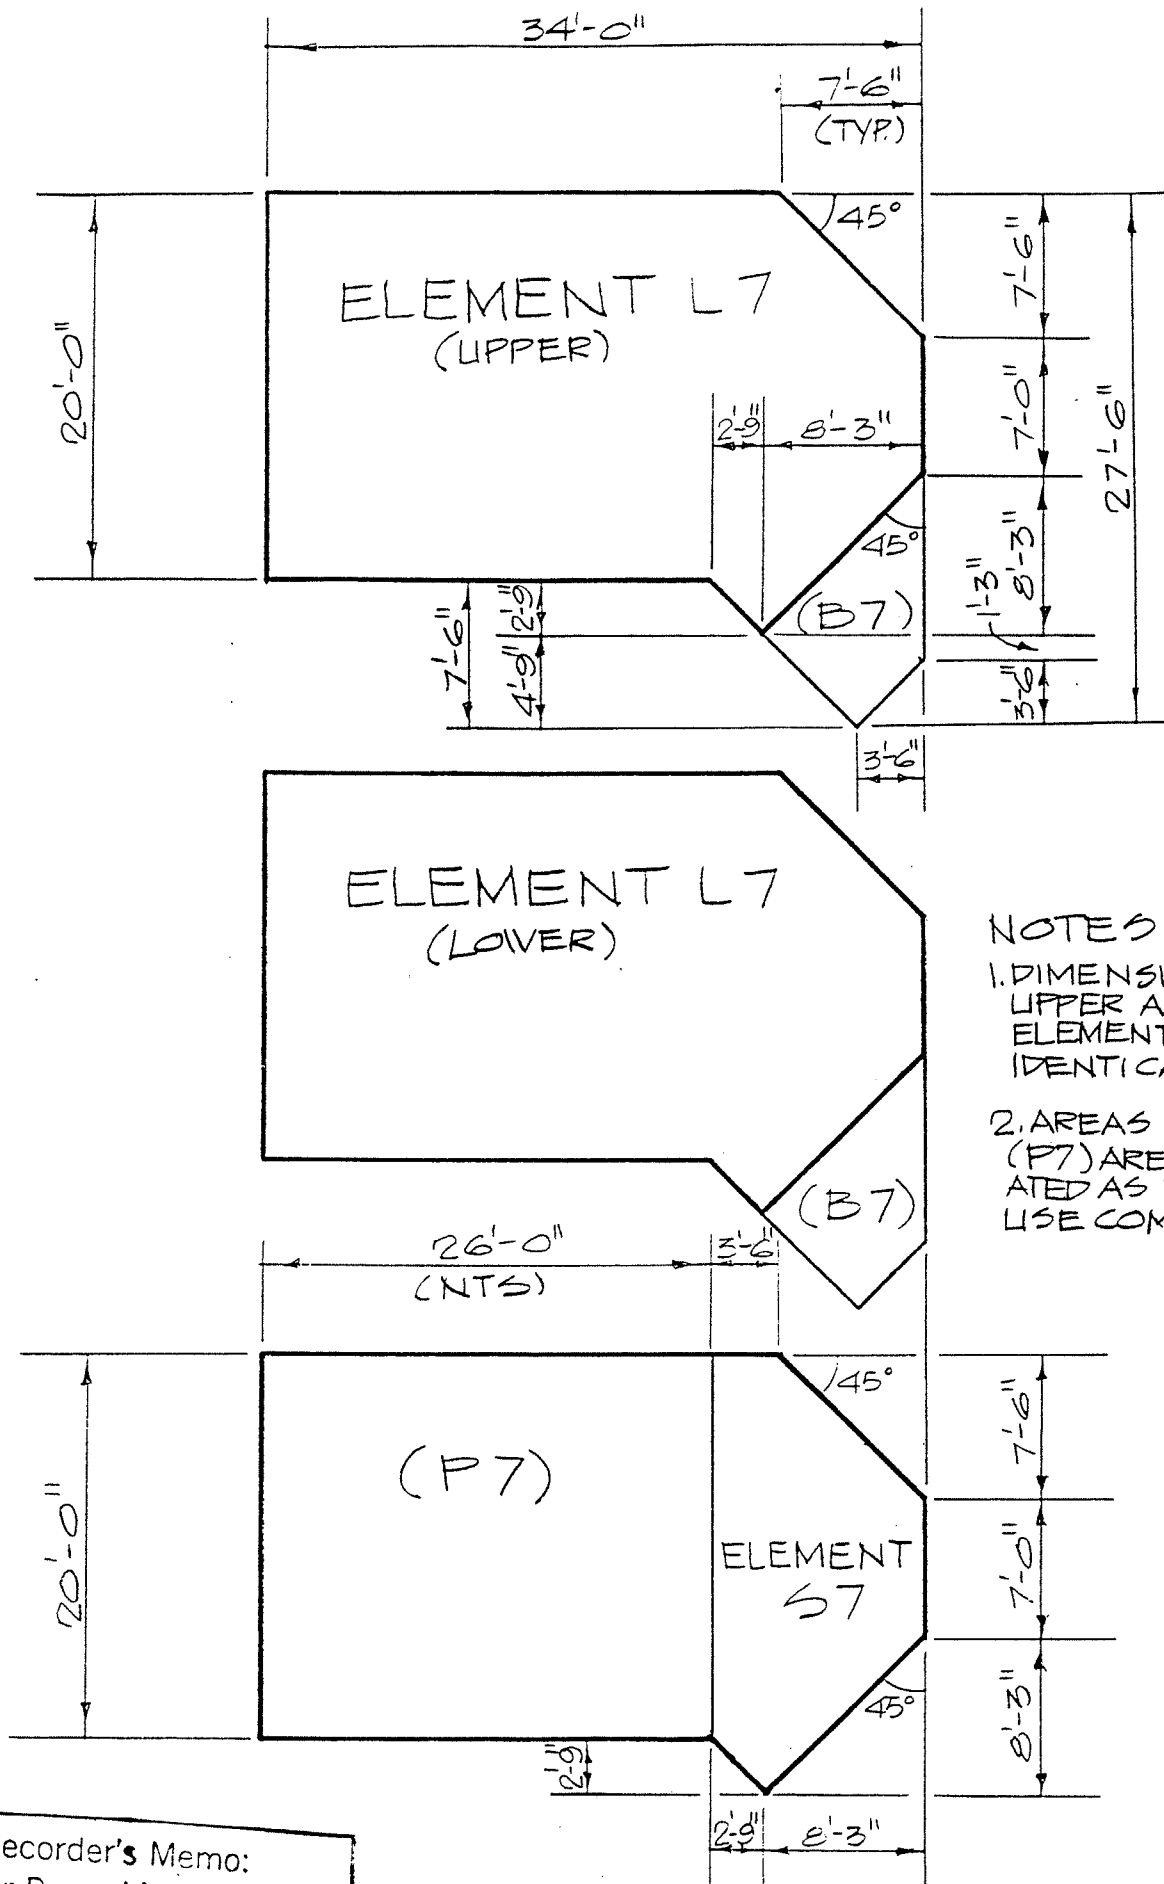 34'-0"
7'-6"
(TYP.)
45°
20'-0"
ELEMENT L7
(UPPER)
7'-6"
7'-0"
27'-6"
2'-9"
8'-3"
45°
8'-3"
1'-3"
(B7)
2'-9"
7'-6"
4'-9"
3'-6"
3'-6"
ELEMENT L7
(LOWER)
NOTES
1. DIMENSI
UPPER A
ELEMENT
IDENTICA
2. AREAS
(P7) ARE
ATED AS
USE COM
(B7)
26'-0"
3'-6"
(NTS)
45°
7'-6"
(P7)
20'-0"
ELEMENT
S7
7'-0"
45°
8'-3"
2'-9"
2'-9"
8'-3"
ecorder's Memo: